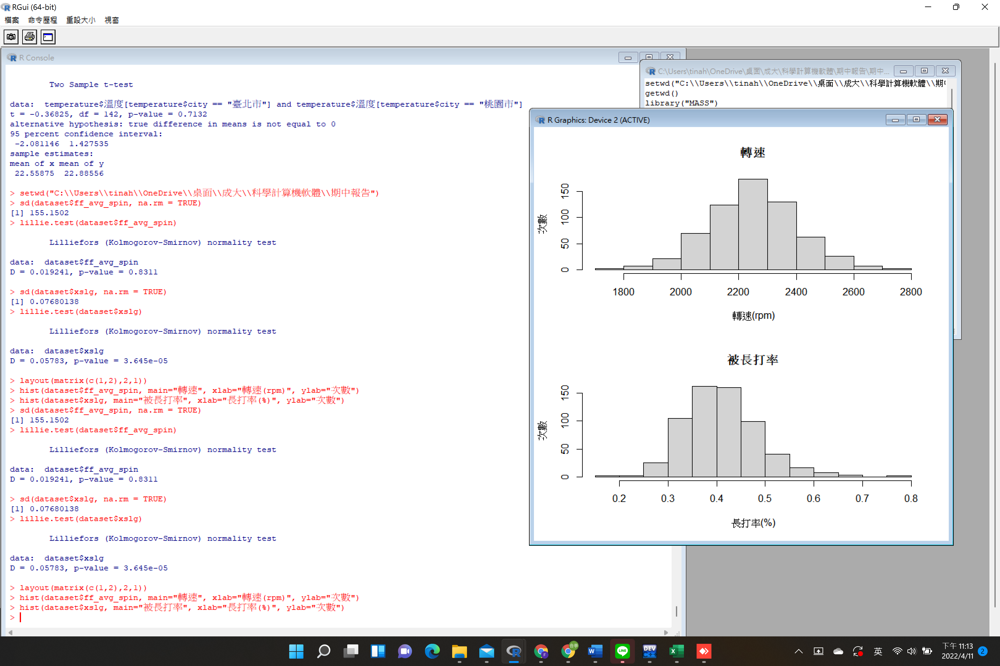 RGui (64-bit)
檔案 命令歷程 重設大小 視窗
R Console
Two Sample t-test
data:  temperature$溫度[temperature$city == "臺北市"] and temperature$溫度[temperature$city == "桃園市"]
t = -0.36825, df = 142, p-value = 0.7132
alternative hypothesis: true difference in means is not equal to 0
95 percent confidence interval:
-2.081146  1.427535
sample estimates:
mean of x mean of y
22.55875  22.88556
> setwd("C:\\Users\\tinah\\OneDrive\\桌面\\成大\\科學計算機軟體\\期中報告")
> sd(dataset$ff_avg_spin, na.rm = TRUE)
[1] 155.1502
> lillie.test(dataset$ff_avg_spin)
Lilliefors (Kolmogorov-Smirnov) normality test
data:  dataset$ff_avg_spin
D = 0.019241, p-value = 0.8311
> sd(dataset$xslg, na.rm = TRUE)
[1] 0.07680138
> lillie.test(dataset$xslg)
Lilliefors (Kolmogorov-Smirnov) normality test
data:  dataset$xslg
D = 0.05783, p-value = 3.645e-05
> layout(matrix(c(1,2),2,1))
> hist(dataset$ff_avg_spin, main="轉速", xlab="轉速(rpm)", ylab="次數")
> hist(dataset$xslg, main="被長打率", xlab="長打率(%)", ylab="次數")
> sd(dataset$ff_avg_spin, na.rm = TRUE)
[1] 155.1502
> lillie.test(dataset$ff_avg_spin)
Lilliefors (Kolmogorov-Smirnov) normality test
data:  dataset$ff_avg_spin
D = 0.019241, p-value = 0.8311
> sd(dataset$xslg, na.rm = TRUE)
[1] 0.07680138
> lillie.test(dataset$xslg)
Lilliefors (Kolmogorov-Smirnov) normality test
data:  dataset$xslg
D = 0.05783, p-value = 3.645e-05
> layout(matrix(c(1,2),2,1))
> hist(dataset$ff_avg_spin, main="轉速", xlab="轉速(rpm)", ylab="次數")
> hist(dataset$xslg, main="被長打率", xlab="長打率(%)", ylab="次數")
>
C:\Users\tinah\OneDrive\桌面\成大\科學計算機軟體\期中報告\期中...
setwd("C:\\Users\\tinah\\OneDrive\\桌面\\成大\\科學計算機軟體\\期
getwd()
library("MASS")
R Graphics: Device 2 (ACTIVE)
轉速
次數
150
100
50
0
1800 2000 2200 2400 2600 2800
轉速(rpm)
被長打率
次數
150
100
50
0
0.2 0.3 0.4 0.5 0.6 0.7 0.8
長打率(%)
合亭
F
W
LINE
DEV
C++
X
英
下午 11:13
2022/4/11
2